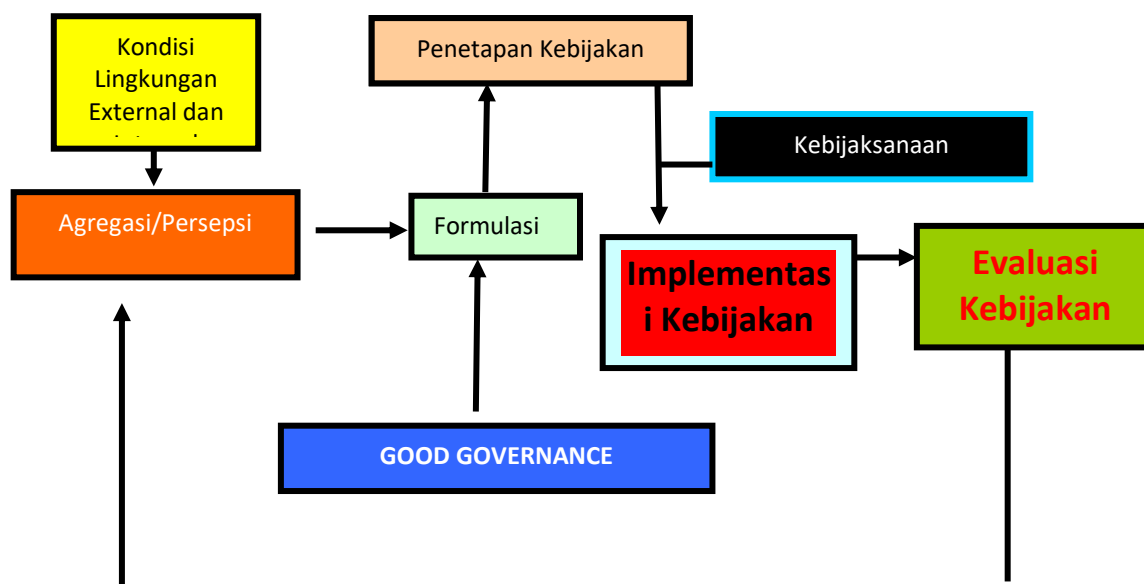 Kondisi
Lingkungan
External dan
Penetapan Kebijakan
Kebijaksanaan
Agregasi/Persepsi
Formulasi
Implementas
i Kebijakan
Evaluasi
Kebijakan
GOOD GOVERNANCE